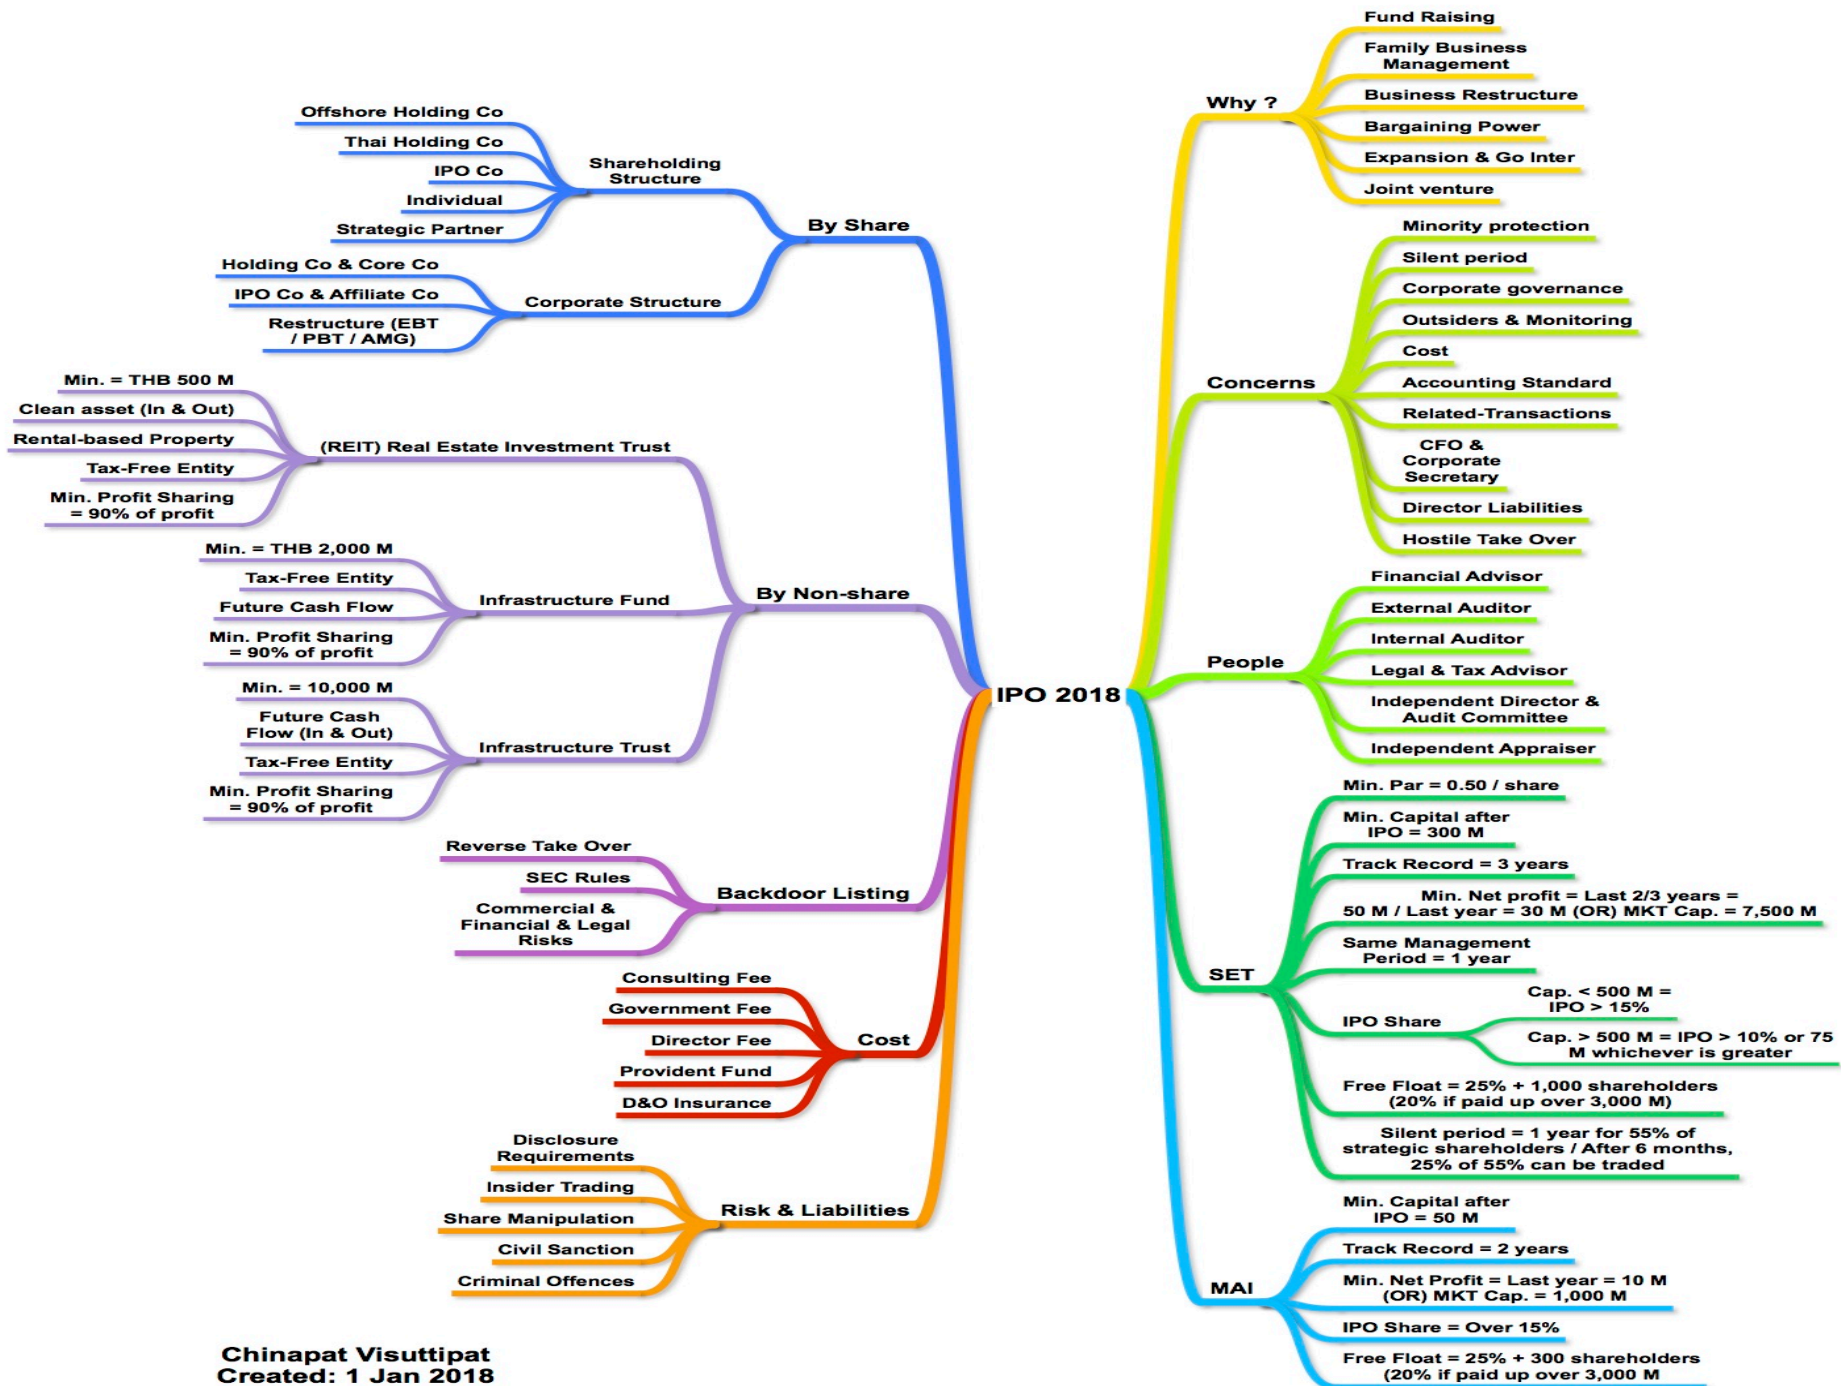 IPO 2018
Why ?
Fund Raising
Family Business
Management
Business Restructure
Bargaining Power
Expansion & Go Inter
Joint venture
Concerns
Minority protection
Silent period
Corporate governance
Outsiders & Monitoring
Cost
Accounting Standard
Related-Transactions
CFO &
Corporate
Secretary
Director Liabilities
Hostile Take Over
People
Financial Advisor
External Auditor
Internal Auditor
Legal & Tax Advisor
Independent Director &
Audit Committee
Independent Appraiser
SET
Min. Par = 0.50 / share
Min. Capital after
IPO = 300 M
Track Record = 3 years
Min. Net profit = Last 2/3 years =
50 M / Last year = 30 M (OR) MKT Cap. = 7,500 M
Same Management
Period = 1 year
IPO Share
Cap. < 500 M =
IPO > 15%
Cap. > 500 M = IPO > 10% or 75
M whichever is greater
Free Float = 25% + 1,000 shareholders
(20% if paid up over 3,000 M)
Silent period = 1 year for 55% of
strategic shareholders / After 6 months,
25% of 55% can be traded
MAI
Min. Capital after
IPO = 50 M
Track Record = 2 years
Min. Net Profit = Last year = 10 M
(OR) MKT Cap. = 1,000 M
IPO Share = Over 15%
Free Float = 25% + 300 shareholders
(20% if paid up over 3,000 M
By Share
Shareholding
Structure
Offshore Holding Co
Thai Holding Co
IPO Co
Individual
Strategic Partner
Corporate Structure
Holding Co & Core Co
IPO Co & Affiliate Co
Restructure (EBT
/ PBT / AMG)
By Non-share
(REIT) Real Estate Investment Trust
Min. = THB 500 M
Clean asset (In & Out)
Rental-based Property
Tax-Free Entity
Min. Profit Sharing
= 90% of profit
Infrastructure Fund
Min. = THB 2,000 M
Tax-Free Entity
Future Cash Flow
Min. Profit Sharing
= 90% of profit
Infrastructure Trust
Min. = 10,000 M
Future Cash
Flow (In & Out)
Tax-Free Entity
Min. Profit Sharing
= 90% of profit
Backdoor Listing
Reverse Take Over
SEC Rules
Commercial &
Financial & Legal
Risks
Cost
Consulting Fee
Government Fee
Director Fee
Provident Fund
D&O Insurance
Risk & Liabilities
Disclosure
Requirements
Insider Trading
Share Manipulation
Civil Sanction
Criminal Offences
Chinapat Visuttipat
Created: 1 Jan 2018